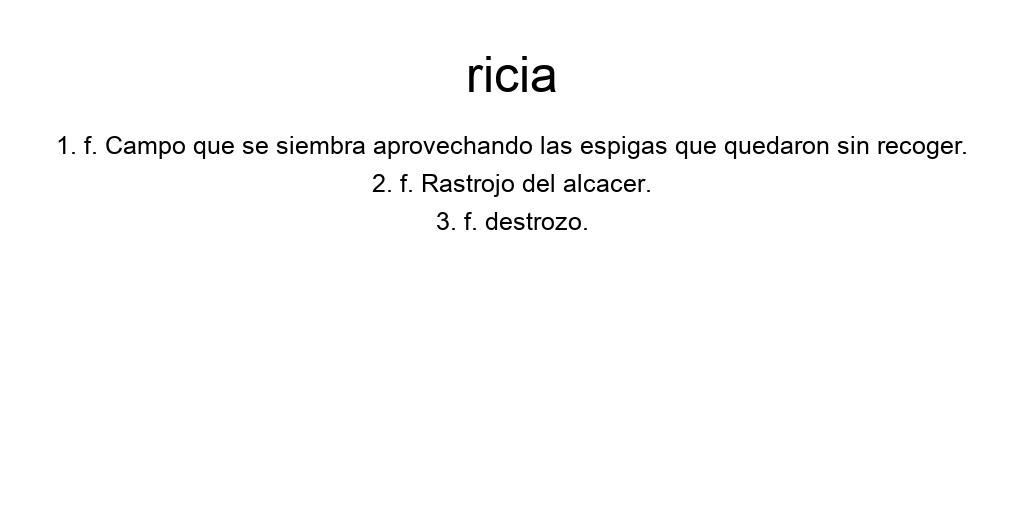 ricia
1. f. Campo que se siembra aprovechando las espigas que quedaron sin recoger.
2. f. Rastrojo del alcacer.
3. f. destrozo.